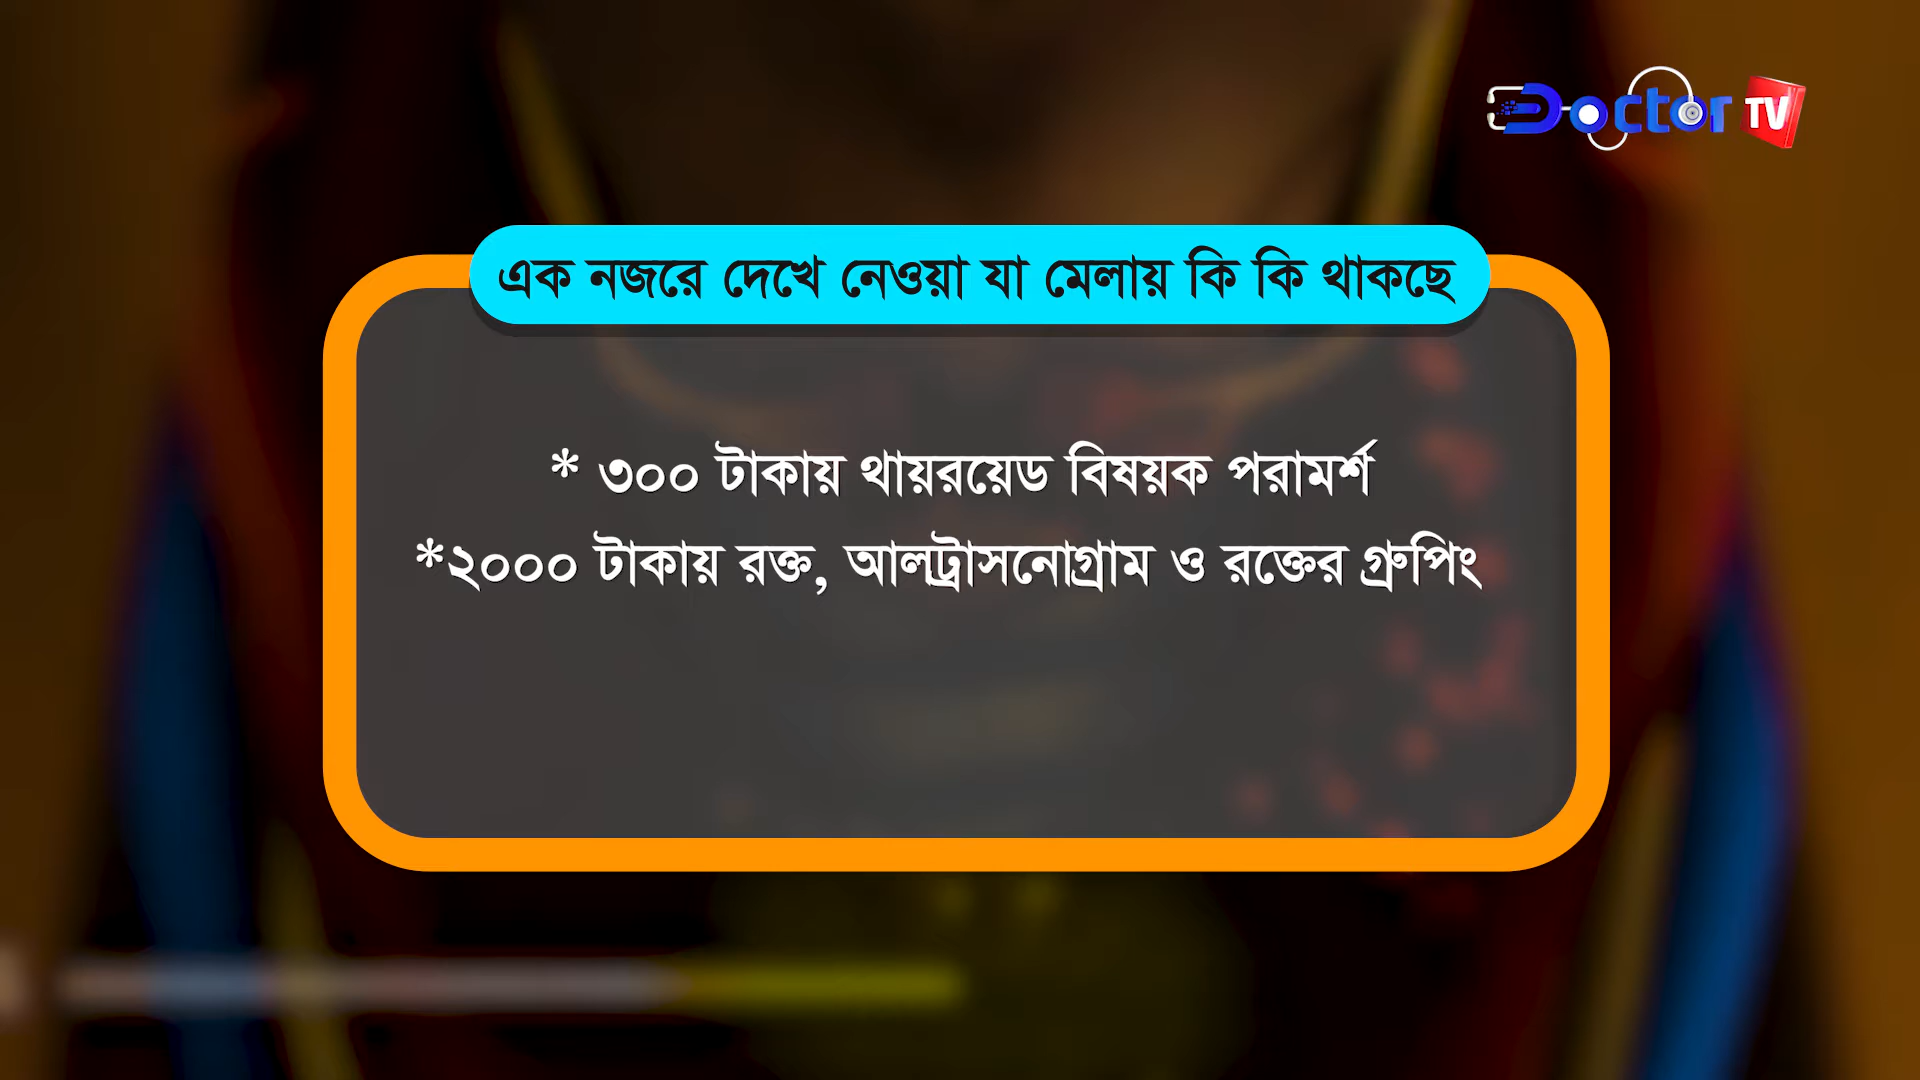 Doctor TV
এক নজরে দেখে নেওয়া যা মেলায় কি কি থাকছে
* ৩০০ টাকায় থায়রয়েড বিষয়ক পরামর্শ
*২০০০ টাকায় রক্ত, আলট্রাসনোগ্রাম ও রক্তের গ্রুপিং